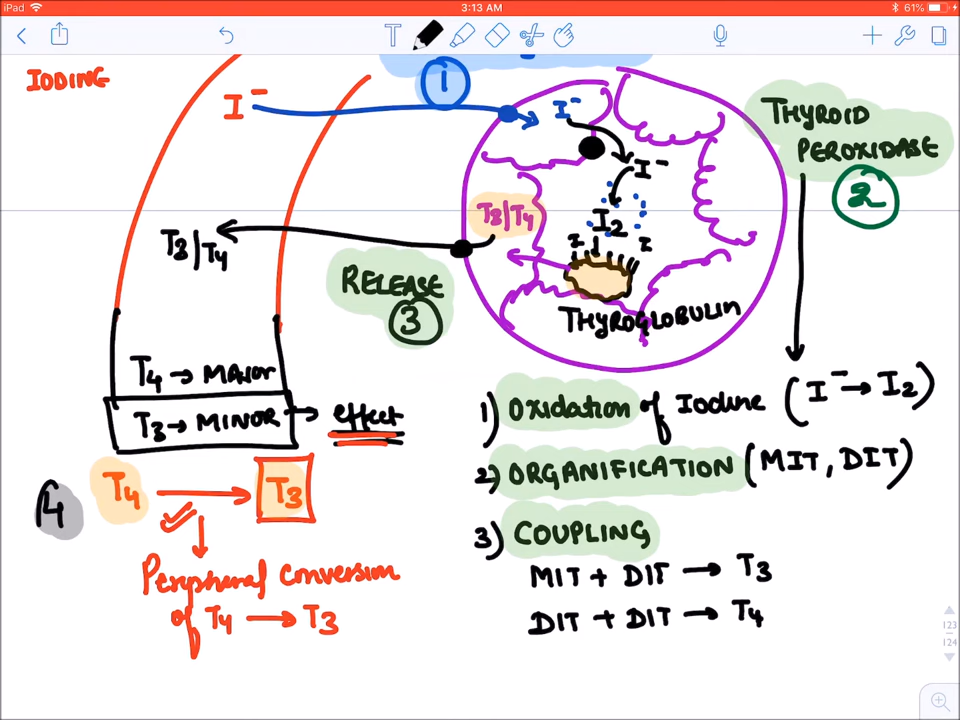 iPad
3:13 AM
61%
T
IODINE
I⁻
1
I⁻
I⁻
I₂
I
I
THYROID
PEROXIDASE
2
T3/T4
T3/T4
RELEASE
3
THYROGLOBULIN
T4 → MAJOR
T3 → MINOR → effect
4
T4 → T3
Peripheral conversion
of T4 → T3
1) Oxidation of Iodine (I⁻ → I2)
2) ORGANIFICATION (MIT, DIT)
3) COUPLING
MIT + DIT → T3
DIT + DIT → T4
123
124